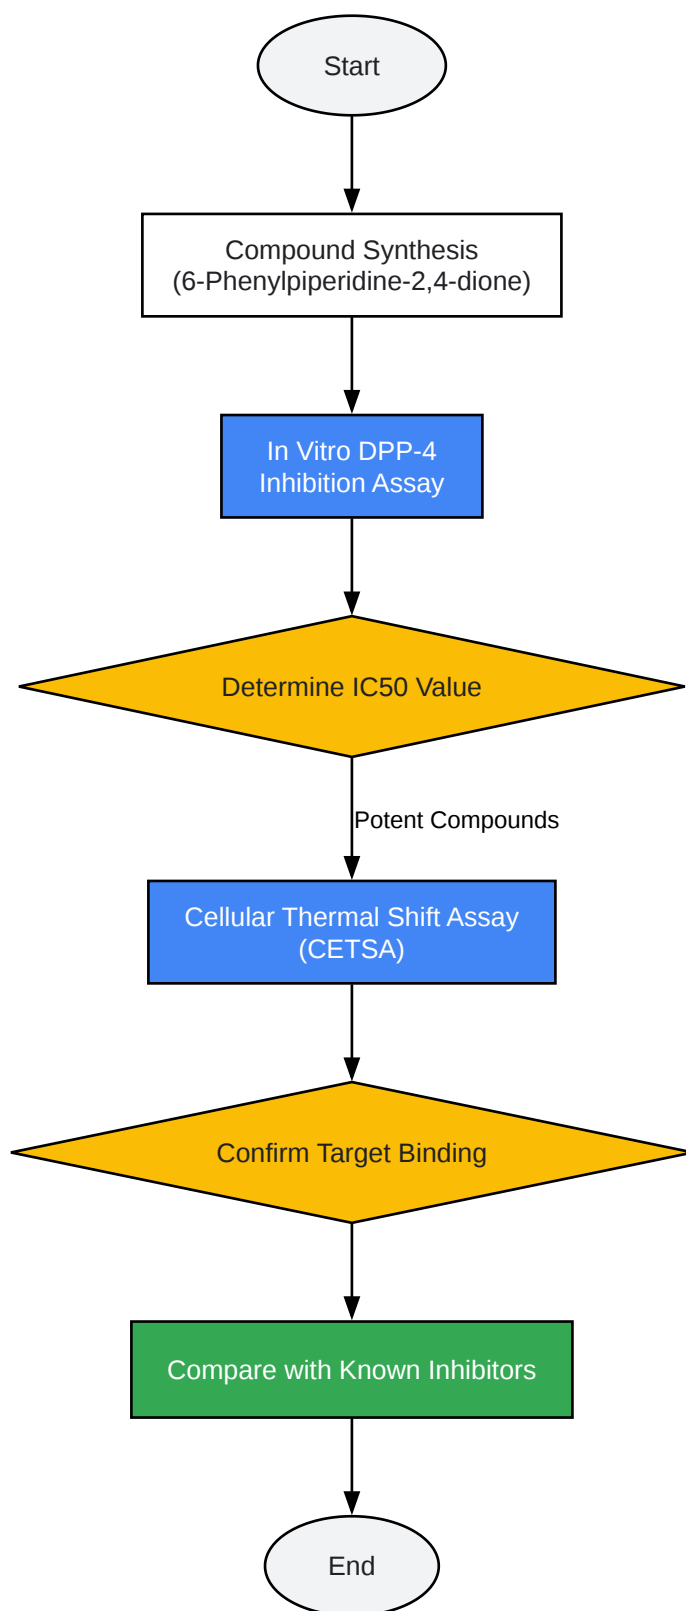 Start
Compound Synthesis
(6-Phenylpiperidine-2,4-dione)
In Vitro DPP-4
Inhibition Assay
Determine IC50 Value
Potent Compounds
Cellular Thermal Shift Assay
(CETSA)
Confirm Target Binding
Compare with Known Inhibitors
End